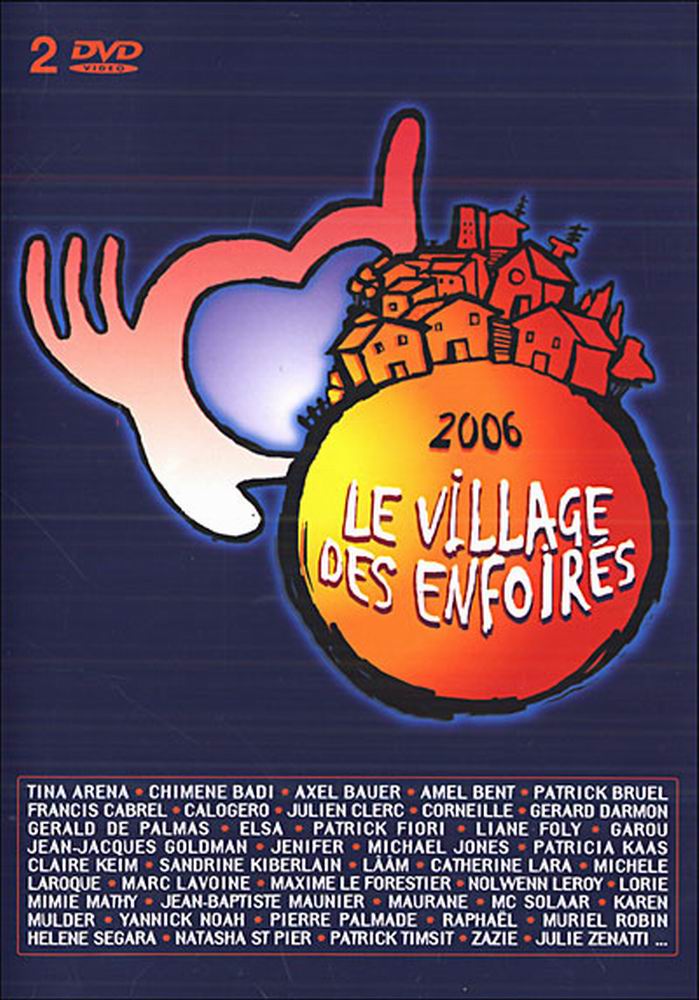 2 DVD
VIDEO
2006
LE VILLAGE
DES ENFOIRÉS
TINA ARENA • CHIMENE BADI • AXEL BAUER • AMEL BENT • PATRICK BRUEL
FRANCIS CABREL • CALOGERO • JULIEN CLERC • CORNEILLE • GERARD DARMON
GERALD DE PALMAS • ELSA • PATRICK FIORI • LIANE FOLY • GAROU
JEAN-JACQUES GOLDMAN • JENIFER • MICHAEL JONES • PATRICIA KAAS
CLAIRE KEIM • SANDRINE KIBERLAIN • LÂÂM • CATHERINE LARA • MICHELE
LAROQUE • MARC LAVOINE • MAXIME LE FORESTIER • NOLWENN LEROY • LORIE
MIMIE MATHY • JEAN-BAPTISTE MAUNIER • MAURANE • MC SOLAAR • KAREN
MULDER • YANNICK NOAH • PIERRE PALMADE • RAPHAËL • MURIEL ROBIN
HELENE SEGARA • NATASHA ST PIER • PATRICK TIMSIT • ZAZIE • JULIE ZENATTI ...